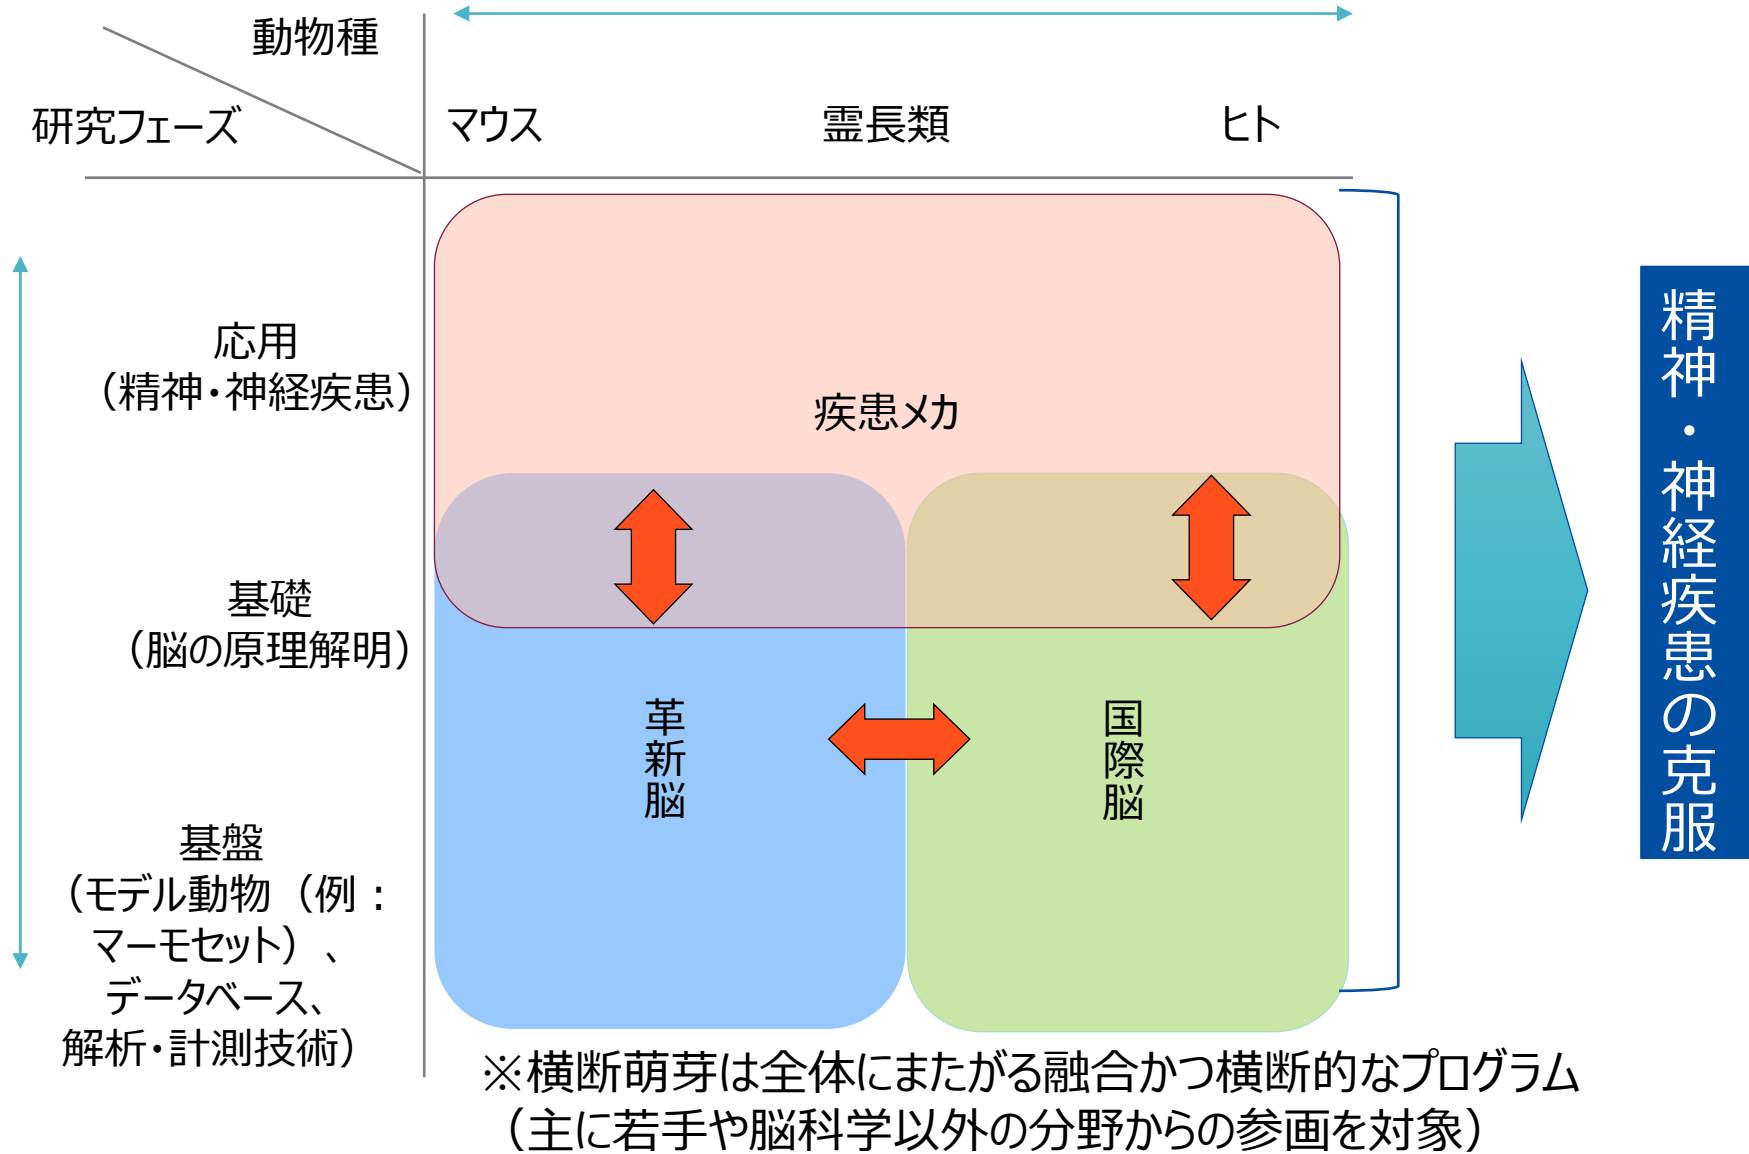 動物種
研究フェーズ
マウス
霊長類
ヒト
応用
（精神・神経疾患）
疾患メカ
基礎
（脳の原理解明）
革新脳
国際脳
基盤
（モデル動物（例：
マーモセット）、
データベース、
解析・計測技術）
精神・神経疾患の克服
※横断萌芽は全体にまたがる融合かつ横断的なプログラム
（主に若手や脳科学以外の分野からの参画を対象）